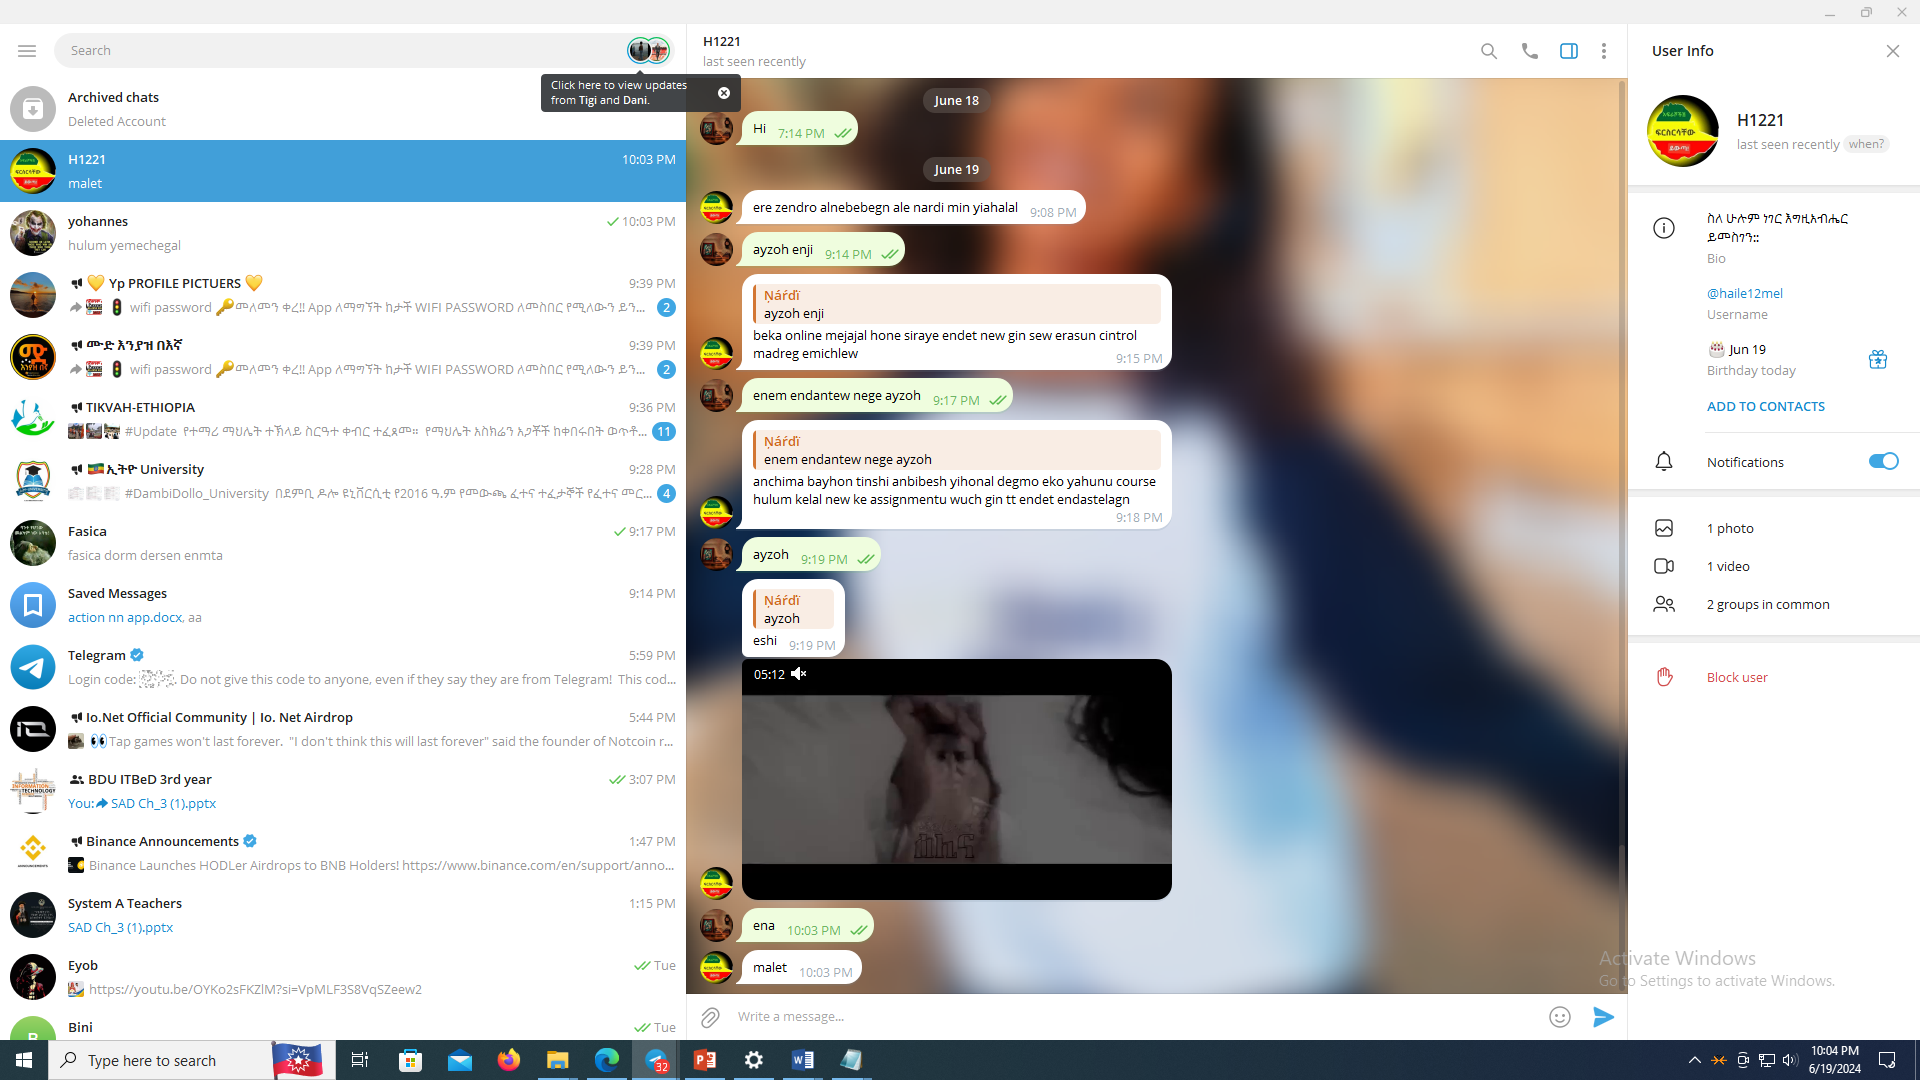 Search
Click here to view updates
from Tigi and Dani.
Archived chats
Deleted Account
H1221
10:03 PM
malet
yohannes
10:03 PM
hulum yemechegal
💛 Yp PROFILE PICTUERS 💛
9:39 PM
wifi password 🔑መለመን ቀረ!! App ለማግኘት ከታች WIFI PASSWORD ለመስበር የሚለውን ይን...
2
ሙድ እንያዝ በእኛ
9:39 PM
wifi password 🔑መለመን ቀረ!! App ለማግኘት ከታች WIFI PASSWORD ለመስበር የሚለውን ይን...
2
TIKVAH-ETHIOPIA
9:36 PM
#Update የተማሪ ማህሌት ተኽላይ ስርዓተ ቀብር ተፈጸመ። የማህሌት አስክሬን አጋቾች ከቀበሩበት ወጥቶ...
11
🇪🇹ኢትዮ University
9:28 PM
#DambiDollo_University በደምቢ ዶሎ ዩኒቨርሲቲ የ2016 ዓ.ም የመውጫ ፈተና ተፈታኞች የፈተና መር...
4
Fasica
9:17 PM
fasica dorm dersen enmta
Saved Messages
9:14 PM
action nn app.docx, aa
Telegram
5:59 PM
Login code: . Do not give this code to anyone, even if they say they are from Telegram! This cod...
Io.Net Official Community | Io. Net Airdrop
5:44 PM
👀Tap games won't last forever. "I don't think this will last forever" said the founder of Notcoin r...
BDU ITBeD 3rd year
3:07 PM
You: SAD Ch_3 (1).pptx
Binance Announcements
1:47 PM
Binance Launches HODLer Airdrops to BNB Holders! https://www.binance.com/en/support/anno...
System A Teachers
1:15 PM
SAD Ch_3 (1).pptx
Eyob
Tue
https://youtu.be/OYKo2sFKZlM?si=VpMLF3S8VqSZeew2
Bini
Tue
H1221
last seen recently
June 18
Hi 7:14 PM
June 19
ere zendro alnebebegn ale nardi min yiahalal 9:08 PM
ayzoh enji 9:14 PM
Ņáŕdï
ayzoh enji
beka online mejajal hone siraye endet new gin sew erasun cintrol
madreg emichlew
9:15 PM
enem endantew nege ayzoh 9:17 PM
Ņáŕdï
enem endantew nege ayzoh
anchima bayhon tinshi anbibesh yihonal degmo eko yahunu course
hulum kelal new ke assignmentu wuch gin tt endet endastelagn
9:18 PM
ayzoh 9:19 PM
Ņáŕdï
ayzoh
eshi 9:19 PM
05:12
ena 10:03 PM
malet 10:03 PM
Write a message...
User Info
H1221
last seen recently when?
ስለ ሁሉም ነገር እግዚአብሔር
ይመስገን::
Bio
@haile12mel
Username
🎂 Jun 19
Birthday today
ADD TO CONTACTS
Notifications
1 photo
1 video
2 groups in common
Block user
Activate Windows
Go to Settings to activate Windows.
Type here to search
32
10:04 PM
6/19/2024